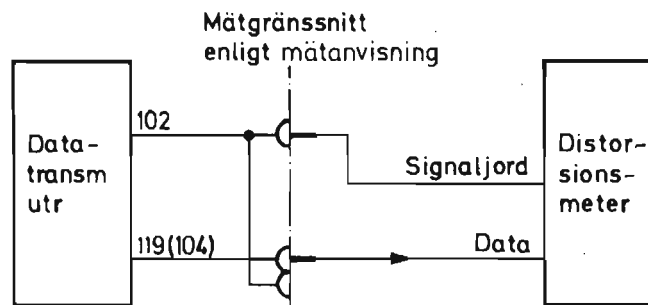 Mätgränssnitt
enligt mätanvisning
102
Data-
transm
utr
Distor-
sions-
meter
Signaljord
119(104)
Data